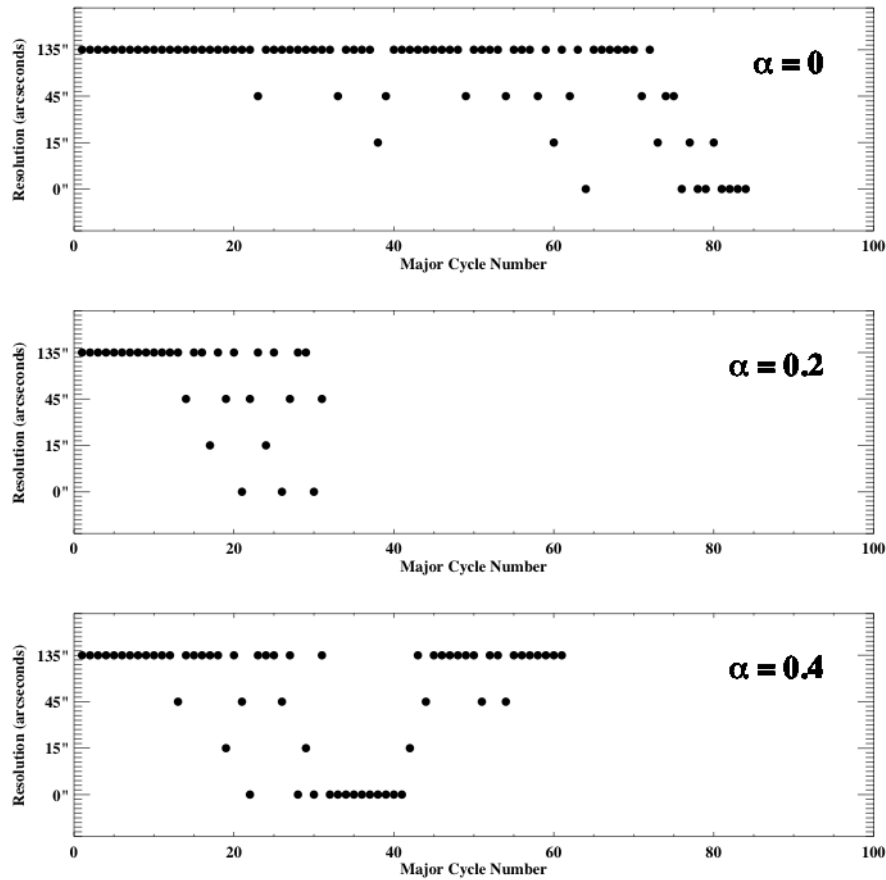 135"
45"
15"
0"
Resolution (arcseconds)
α = 0
0 20 40 60 80 100
Major Cycle Number
135"
45"
15"
0"
Resolution (arcseconds)
α = 0.2
0 20 40 60 80 100
Major Cycle Number
135"
45"
15"
0"
Resolution (arcseconds)
α = 0.4
0 20 40 60 80 100
Major Cycle Number